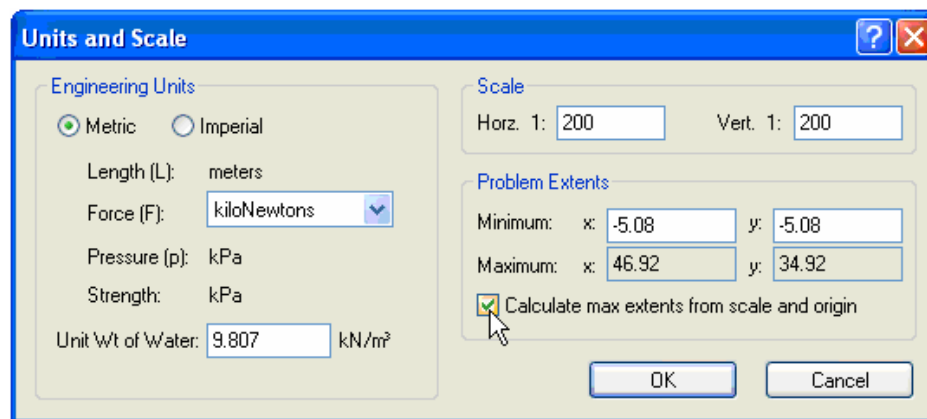 Units and Scale
Engineering Units
Metric Imperial
Length (L): meters
Force (F): kiloNewtons
Pressure (p): kPa
Strength: kPa
Unit Wt of Water: 9.807 kN/m³
Scale
Horz. 1: 200 Vert. 1: 200
Problem Extents
Minimum: x: -5.08 y: -5.08
Maximum: x: 46.92 y: 34.92
Calculate max extents from scale and origin
OK Cancel